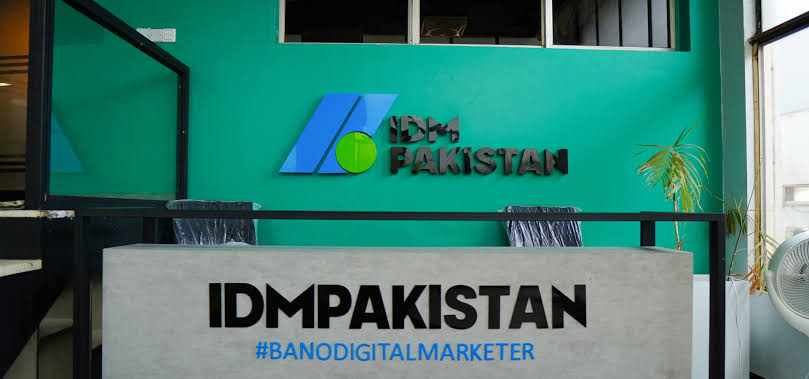 IDM
PAKISTAN
IDMPAKISTAN
#BANODIGITALMARKETER